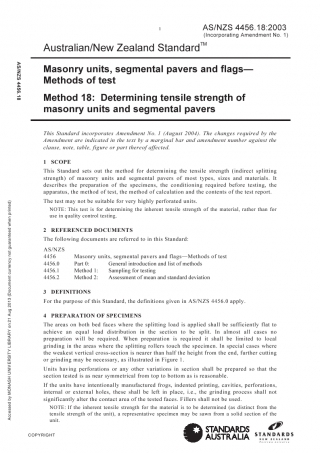 1
AS/NZS 4456.18:2003
(Incorporating Amendment No. 1)
Australian/New Zealand Standard™
Masonry units, segmental pavers and flags—
Methods of test
Method 18: Determining tensile strength of
masonry units and segmental pavers
This Standard incorporates Amendment No. 1 (August 2004). The changes required by the
Amendment are indicated in the text by a marginal bar and amendment number against the
clause, note, table, figure or part thereof affected.
1 SCOPE
This Standard sets out the method for determining the tensile strength (indirect splitting
strength) of masonry units and segmental pavers of most types, sizes and materials. It
describes the preparation of the specimens, the conditioning required before testing, the
apparatus, the method of test, the method of calculation and the contents of the test report.
The test may not be suitable for very highly perforated units.
NOTE: This test is for determining the inherent tensile strength of the material, rather than for
use in quality control testing.
2 REFERENCED DOCUMENTS
The following documents are referred to in this Standard:
AS/NZS
4456 Masonry units, segmental pavers and flags—Methods of test
4456.0 Part 0: General introduction and list of methods
4456.1 Method 1: Sampling for testing
4456.2 Method 2: Assessment of mean and standard deviation
3 DEFINITIONS
For the purpose of this Standard, the definitions given in AS/NZS 4456.0 apply.
4 PREPARATION OF SPECIMENS
The areas on both bed faces where the splitting load is applied shall be sufficiently flat to
achieve an equal load distribution in the section to be split. In almost all cases no
preparation will be required. When preparation is required it shall be limited to local
grinding in the areas where the splitting rollers touch the specimen. In special cases where
the weakest vertical cross-section is nearer than half the height from the end, further cutting
or grinding may be necessary, as illustrated in Figure 1.
Units having perforations or any other variations in section shall be prepared so that the
section tested is as near symmetrical from top to bottom as is reasonable.
If the units have intentionally manufactured frogs, indented printing, cavities, perforations,
internal or external holes, these shall be left in place, i.e., the grinding process shall not
significantly alter the contact area of the tested faces. Fillers shall not be used.
NOTE: If the inherent tensile strength for the material is to be determined (as distinct from the
tensile strength of the unit), a representative specimen may be sawn from a solid section of the
unit.
COPYRIGHT
STANDARDS
AUSTRALIA
STANDARDS
NEW ZEALAND
AS/NZS 4456.18
Accessed by MONASH UNIVERSITY LIBRARY on 21 Aug 2013 (Document currency not guaranteed when printed)